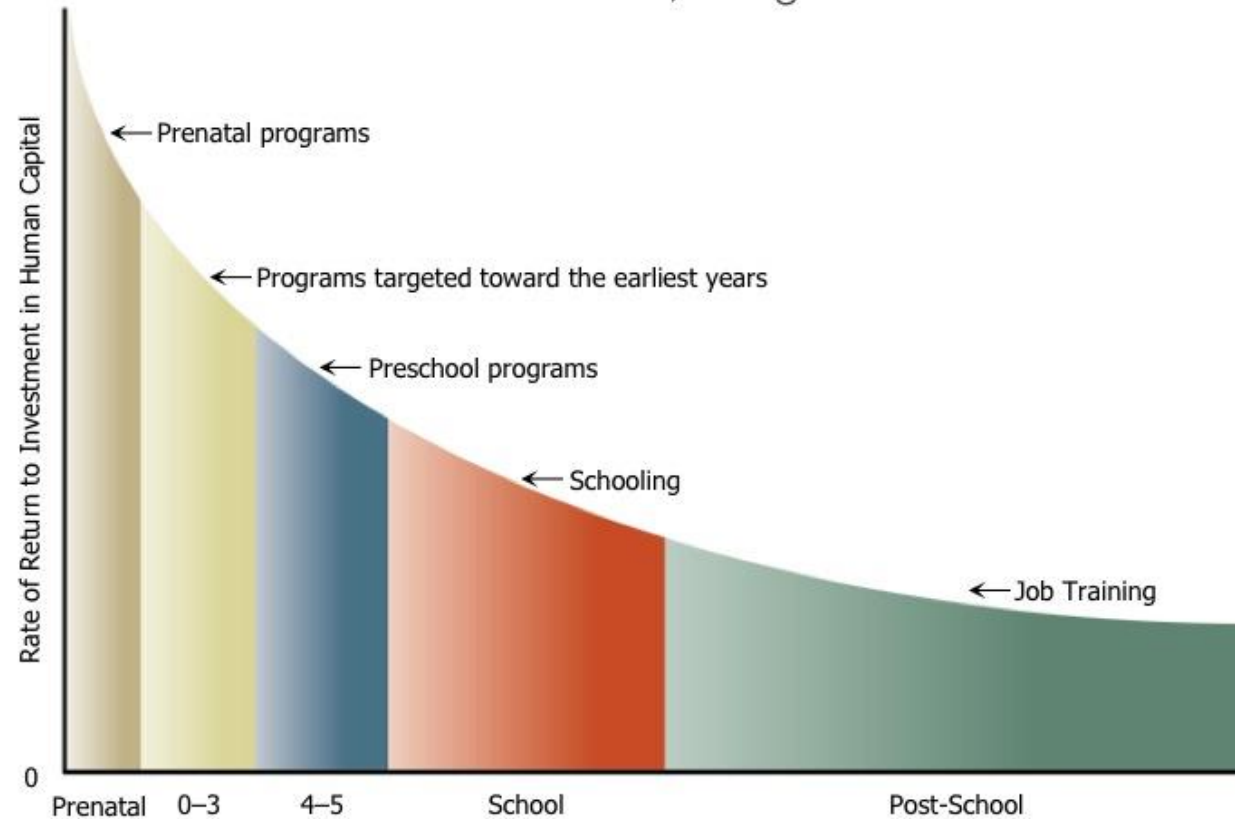 Prenatal programs
Programs targeted toward the earliest years
Preschool programs
Schooling
Job Training
Rate of Return to Investment in Human Capital
0
Prenatal 0–3 4–5 School Post-School